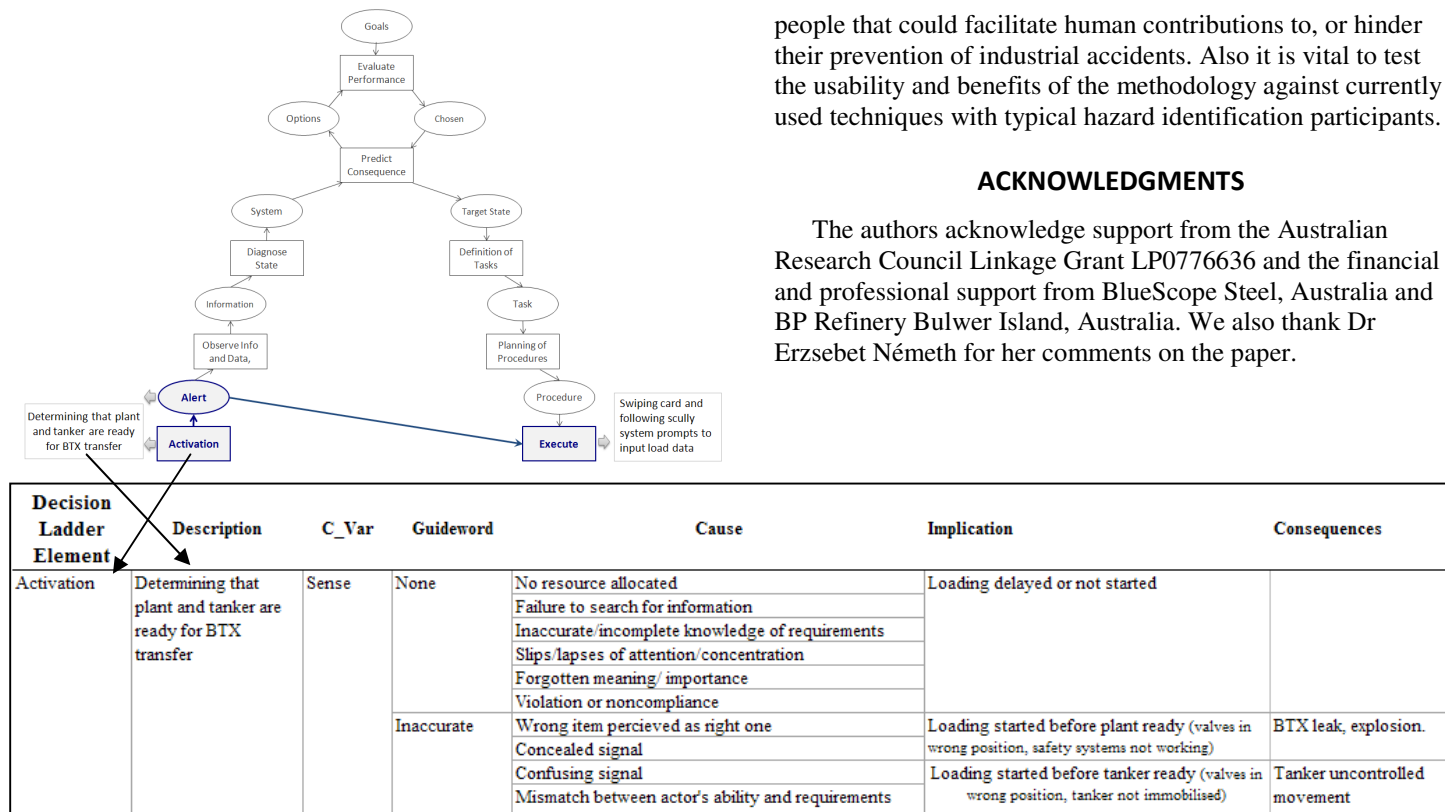 Goals
Evaluate
Performance
Options
Chosen
Predict
Consequence
System
Target State
Diagnose
State
Definition of
Tasks
Information
Task
Observe Info
and Data,
Planning of
Procedures
Alert
Procedure
Determining that plant
and tanker are ready
for BTX transfer
Activation
Execute
Swiping card and
following scully
system prompts to
input load data
people that could facilitate human contributions to, or hinder
their prevention of industrial accidents. Also it is vital to test
the usability and benefits of the methodology against currently
used techniques with typical hazard identification participants.
ACKNOWLEDGMENTS
The authors acknowledge support from the Australian
Research Council Linkage Grant LP0776636 and the financial
and professional support from BlueScope Steel, Australia and
BP Refinery Bulwer Island, Australia. We also thank Dr
Erzsebet Németh for her comments on the paper.
Decision
Ladder
Element
Description
C_Var
Guideword
Cause
Implication
Consequences
Activation
Determining that
plant and tanker are
ready for BTX
transfer
Sense
None
No resource allocated
Failure to search for information
Inaccurate/incomplete knowledge of requirements
Slips/lapses of attention/concentration
Forgotten meaning/ importance
Violation or noncompliance
Loading delayed or not started
Inaccurate
Wrong item percieved as right one
Concealed signal
Loading started before plant ready (valves in
wrong position, safety systems not working)
BTX leak, explosion.
Confusing signal
Mismatch between actor's ability and requirements
Loading started before tanker ready (valves in
wrong position, tanker not immobilised)
Tanker uncontrolled
movement